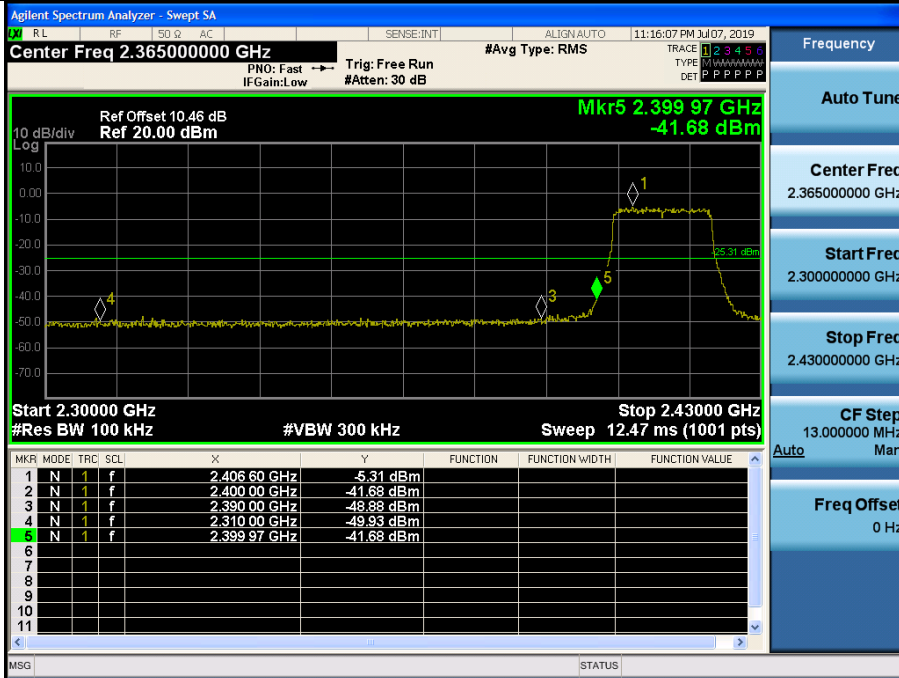 Agilent Spectrum Analyzer - Swept SA
LXI RL RF 50 Ω AC SENSE:INT ALIGN AUTO 11:16:07 PM Jul 07, 2019
Center Freq 2.365000000 GHz #Avg Type: RMS TRACE 1 2 3 4 5 6
PNO: Fast Trig: Free Run TYPE MWWWWW
IFGain:Low #Atten: 30 dB DET P P P P P P
Frequency
Auto Tune
Center Freq
2.365000000 GHz
Start Freq
2.300000000 GHz
Stop Freq
2.430000000 GHz
CF Step
13.000000 MHz
Auto Man
Freq Offset
0 Hz
Mkr5 2.399 97 GHz
-41.68 dBm
Ref Offset 10.46 dB
10 dB/div Ref 20.00 dBm
Log
10.0
0.00
-10.0
-20.0
-30.0
-40.0
-50.0
-60.0
-70.0
1
-25.31 dBm
5
3
4
Start 2.30000 GHz Stop 2.43000 GHz
#Res BW 100 kHz #VBW 300 kHz Sweep 12.47 ms (1001 pts)
MKR MODE TRC SCL X Y FUNCTION FUNCTION WIDTH FUNCTION VALUE
1 N 1 f 2.406 60 GHz -5.31 dBm
2 N 1 f 2.400 00 GHz -41.68 dBm
3 N 1 f 2.390 00 GHz -48.88 dBm
4 N 1 f 2.310 00 GHz -49.93 dBm
5 N 1 f 2.399 97 GHz -41.68 dBm
6
7
8
9
10
11
MSG STATUS